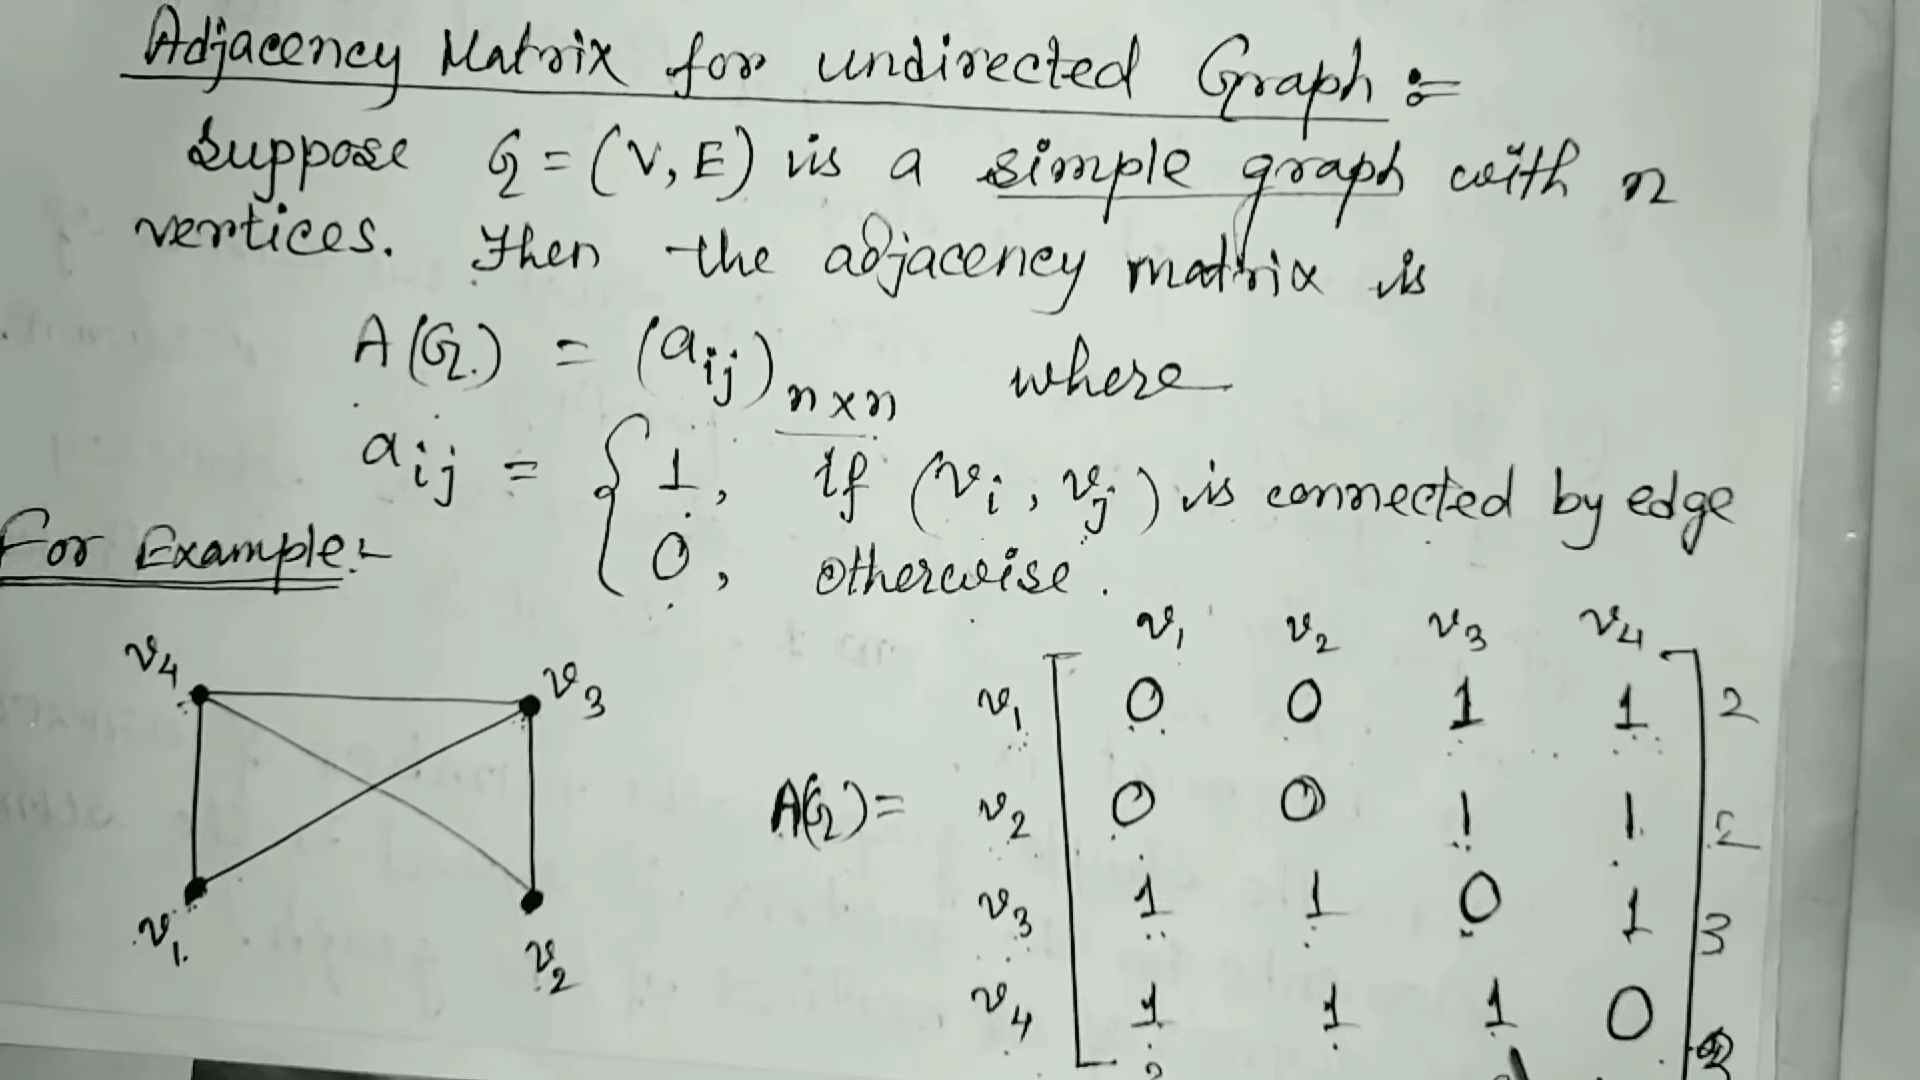 Adjacency Matrix for undirected Graph :-
Suppose G = (V, E) is a simple graph with n
vertices. Then the adjacency matrix is
A(G) = (aij)n×n where
aij = { 1, if (vi, vj) is connected by edge
0, otherwise.
For Example:-
v4 v3
v1 v2
v1 v2 v3 v4
v1 0 0 1 1 2
A(G) = v2 0 0 1 1 2
v3 1 1 0 1 3
v4 1 1 1 0